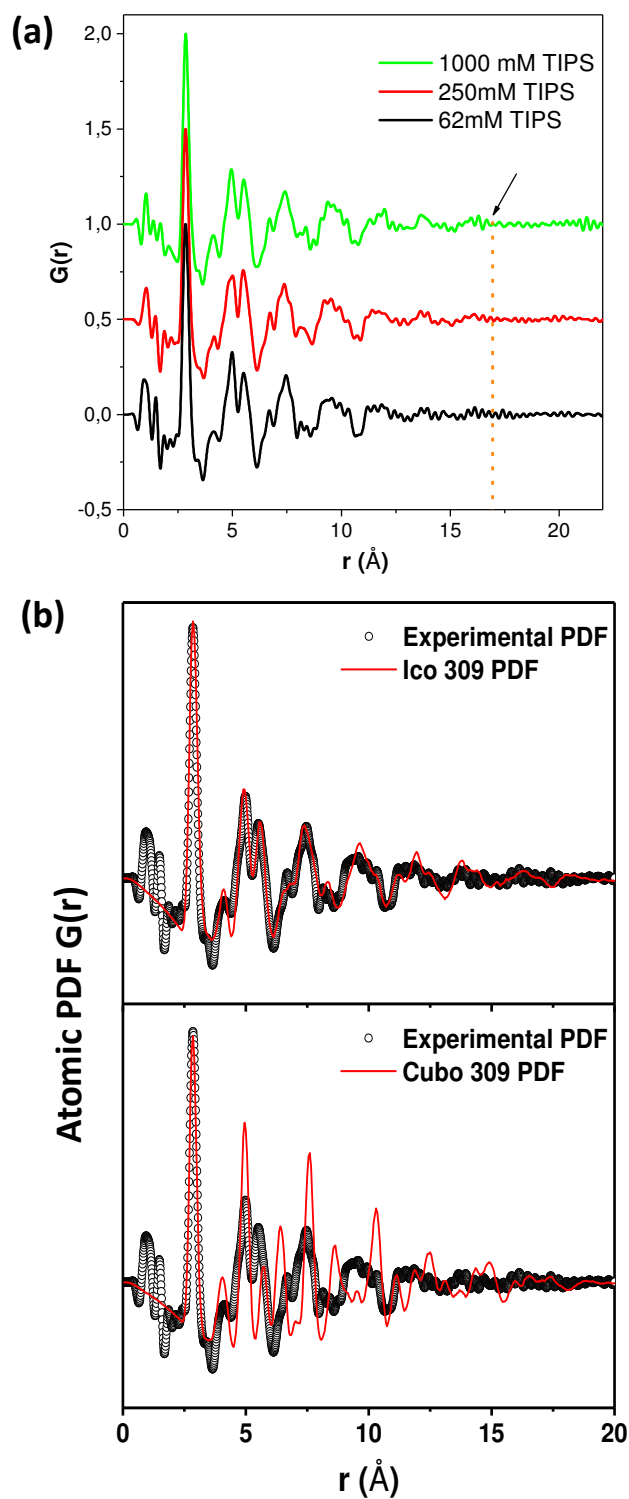 (a)
2,0
1,5
1,0
0,5
0,0
-0,5
G(r)
1000 mM TIPS
250mM TIPS
62mM TIPS
0 5 10 15 20
r (Å)
(b)
Experimental PDF
Ico 309 PDF
Atomic PDF G(r)
Experimental PDF
Cubo 309 PDF
0 5 10 15 20
r (Å)